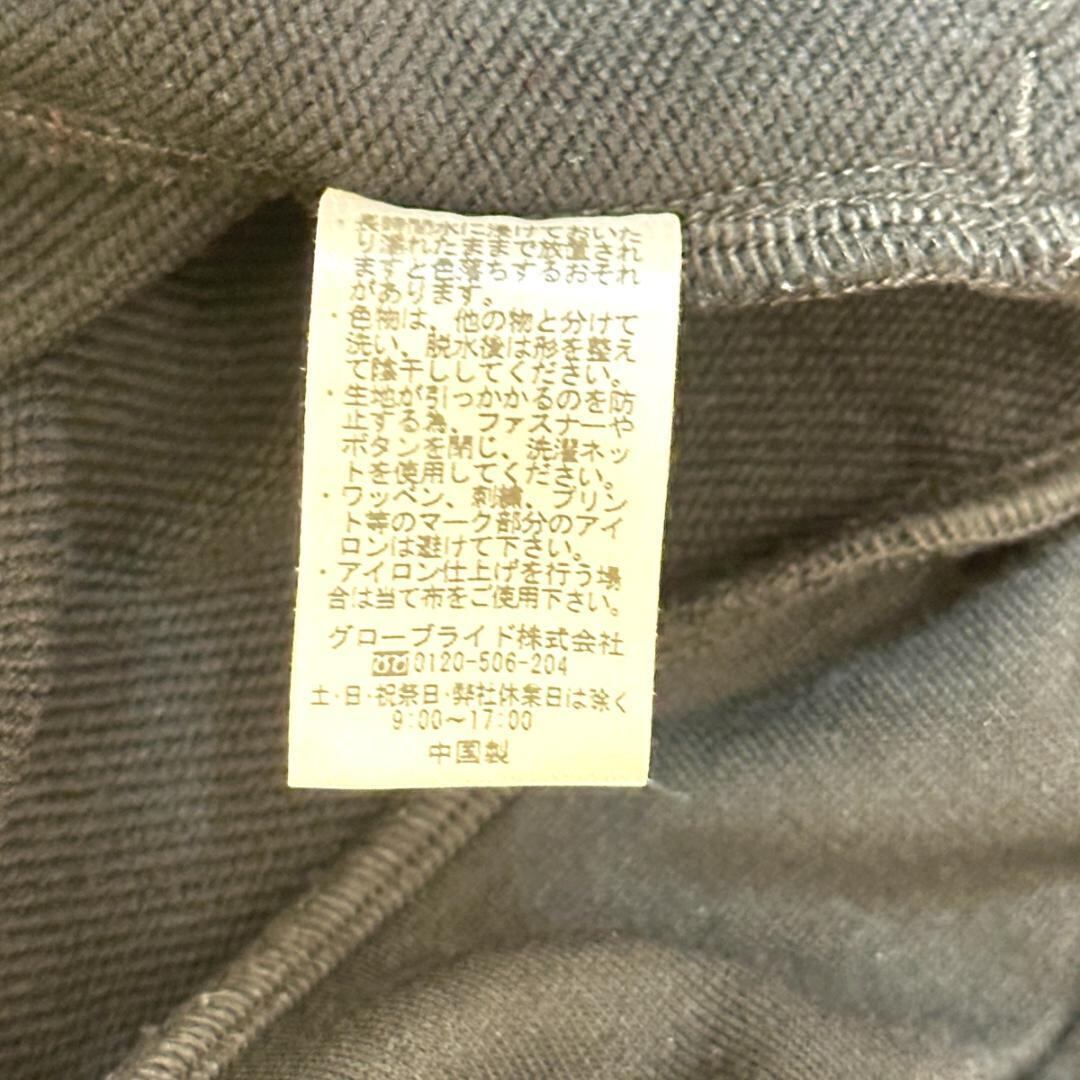 ・長時間水に漬けておいた
り濡れたままで放置され
ますと色落ちするおそれ
があります。
・色物は、他の物と分けて
洗い、脱水後は形を整え
て陰干ししてください。
・生地が引っかかるのを防
止する為、ファスナーや
ボタンを閉じ、洗濯ネッ
トを使用してください。
・ワッペン、刺繍、プリン
ト等のマーク部分のアイ
ロンは避けて下さい。
・アイロン仕上げを行う場
合は当て布をご使用下さい。
グローブライド株式会社
0120-506-204
土・日・祝祭日・弊社休業日は除く
9:00〜17:00
中国製